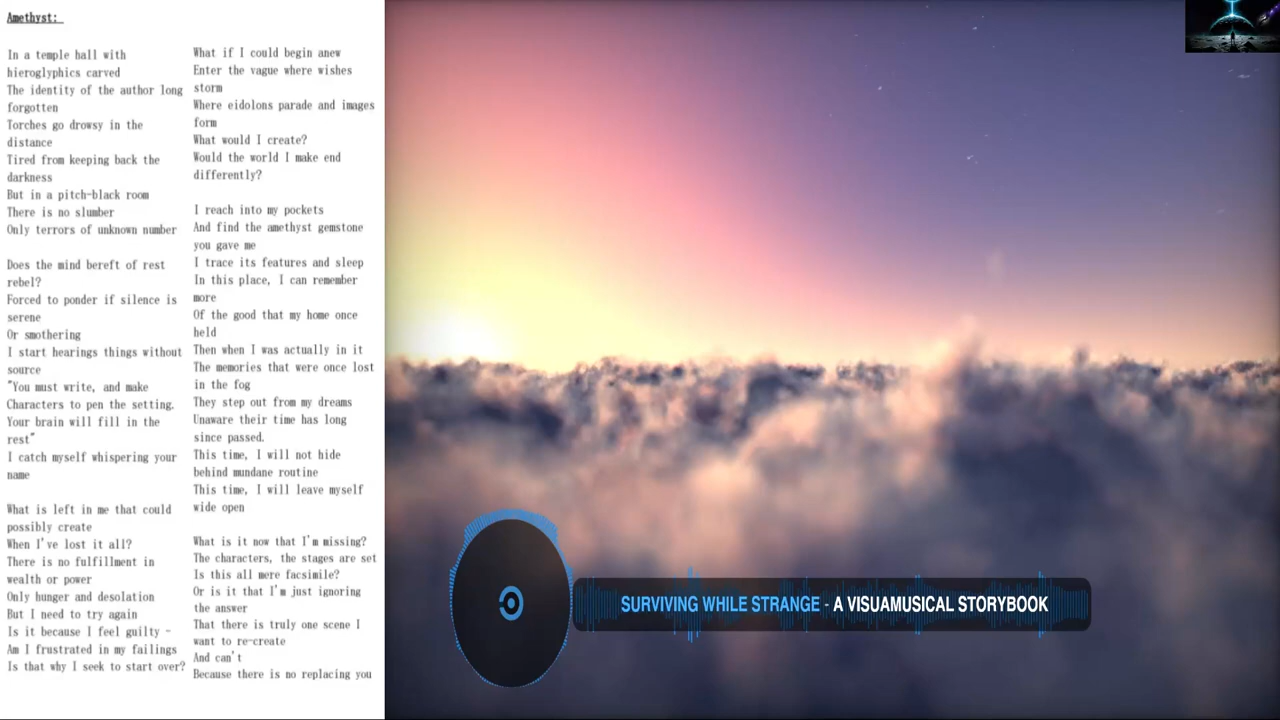 Amethyst:
In a temple hall with
hieroglyphics carved
The identity of the author long
forgotten
Torches go drowsy in the
distance
Tired from keeping back the
darkness
But in a pitch-black room
There is no slumber
Only terrors of unknown number
Does the mind bereft of rest
rebel?
Forced to ponder if silence is
serene
Or smothering
I start hearings things without
source
"You must write, and make
Characters to pen the setting.
Your brain will fill in the
rest"
I catch myself whispering your
name
What is left in me that could
possibly create
When I've lost it all?
There is no fulfillment in
wealth or power
Only hunger and desolation
But I need to try again
Is it because I feel guilty -
Am I frustrated in my failings
Is that why I seek to start over?
What if I could begin anew
Enter the vague where wishes
storm
Where eidolons parade and images
form
What would I create?
Would the world I make end
differently?
I reach into my pockets
And find the amethyst gemstone
you gave me
I trace its features and sleep
In this place, I can remember
more
Of the good that my home once
held
Then when I was actually in it
The memories that were once lost
in the fog
They step out from my dreams
Unaware their time has long
since passed.
This time, I will not hide
behind mundane routine
This time, I will leave myself
wide open
What is it now that I'm missing?
The characters, the stages are set
Is this all mere facsimile?
Or is it that I'm just ignoring
the answer
That there is truly one scene I
want to re-create
And can't
Because there is no replacing you
SURVIVING WHILE STRANGE - A VISUAMUSICAL STORYBOOK